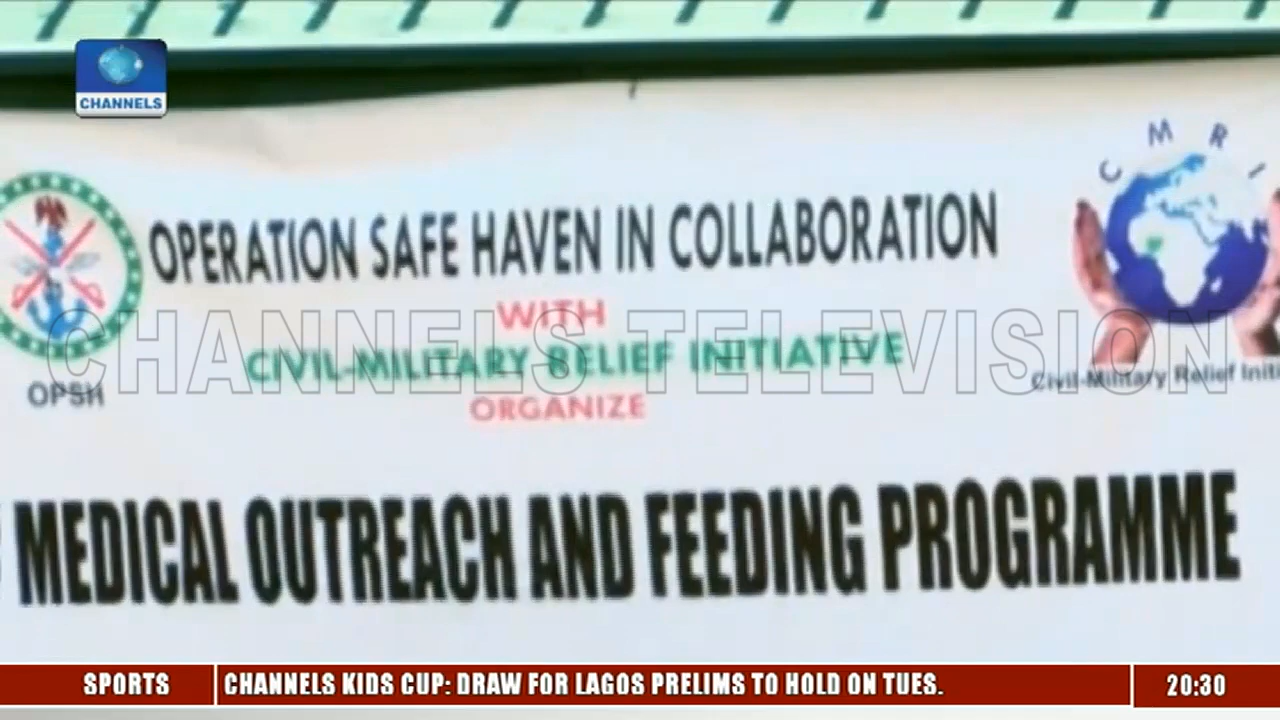 CHANNELS
C M R I
OPERATION SAFE HAVEN IN COLLABORATION
WITH
CHANNELS TELEVISION
CIVIL-MILITARY RELIEF INITIATIVE
OPSH
Civil-Military Relief Initi
ORGANIZE
MEDICAL OUTREACH AND FEEDING PROGRAMME
SPORTS
CHANNELS KIDS CUP: DRAW FOR LAGOS PRELIMS TO HOLD ON TUES.
20:30